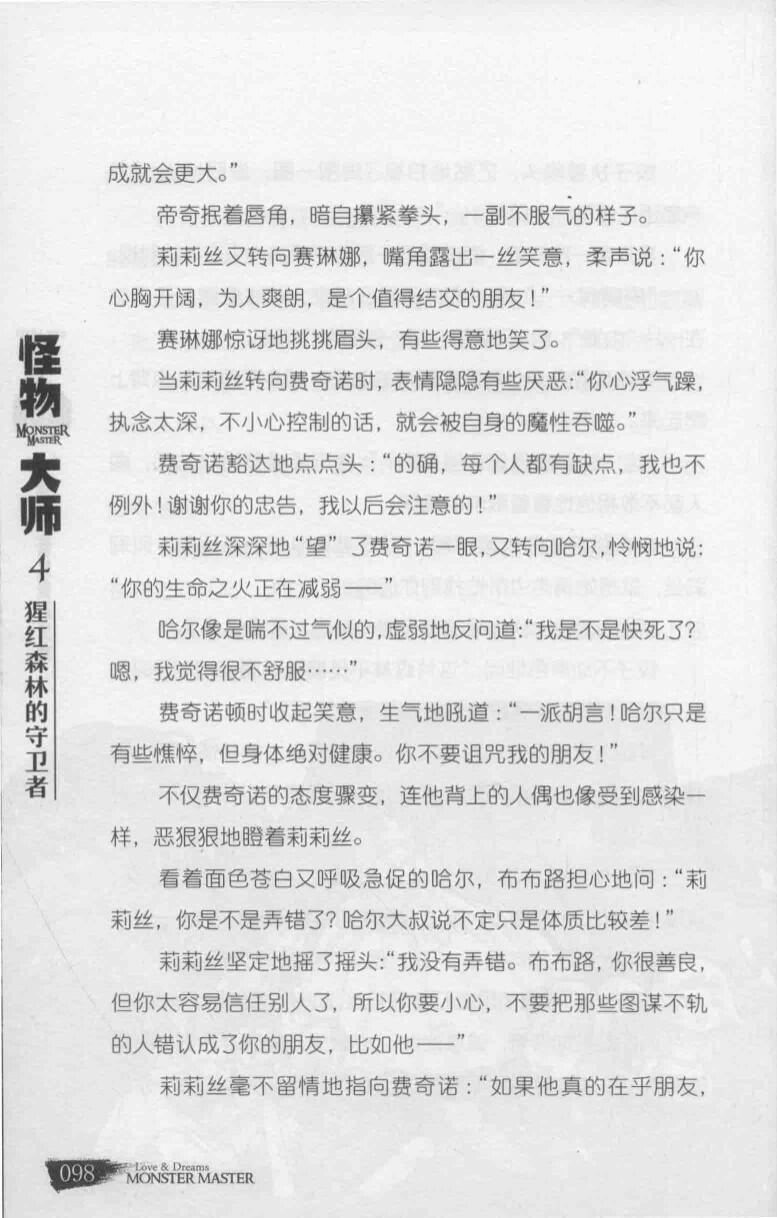 成就会更大。”
帝奇抿着唇角，暗自攥紧拳头，一副不服气的样子。
莉莉丝又转向赛琳娜，嘴角露出一丝笑意，柔声说：“你
心胸开阔，为人爽朗，是个值得结交的朋友！”
赛琳娜惊讶地挑挑眉头，有些得意地笑了。
当莉莉丝转向费奇诺时，表情隐隐有些厌恶：“你心浮气躁，
执念太深，不小心控制的话，就会被自身的魔性吞噬。”
费奇诺豁达地点点头：“的确，每个人都有缺点，我也不
例外！谢谢你的忠告，我以后会注意的！”
莉莉丝深深地“望”了费奇诺一眼，又转向哈尔，怜悯地说：
“你的生命之火正在减弱——”
哈尔像是喘不过气似的，虚弱地反问道：“我是不是快死了？
嗯，我觉得很不舒服……”
费奇诺顿时收起笑意，生气地吼道：“一派胡言！哈尔只是
有些憔悴，但身体绝对健康。你不要诅咒我的朋友！”
不仅费奇诺的态度骤变，连他背上的人偶也像受到感染一
样，恶狠狠地瞪着莉莉丝。
看着面色苍白又呼吸急促的哈尔，布布路担心地问：“莉
莉丝，你是不是弄错了？哈尔大叔说不定只是体质比较差！”
莉莉丝坚定地摇了摇头：“我没有弄错。布布路，你很善良，
但你太容易信任别人了，所以你要小心，不要把那些图谋不轨
的人错认成了你的朋友，比如他——”
莉莉丝毫不留情地指向费奇诺：“如果他真的在乎朋友，
怪物
MONSTER
MASTER
大师
4
猩红森林的守卫者
098
Love & Dreams
MONSTER MASTER